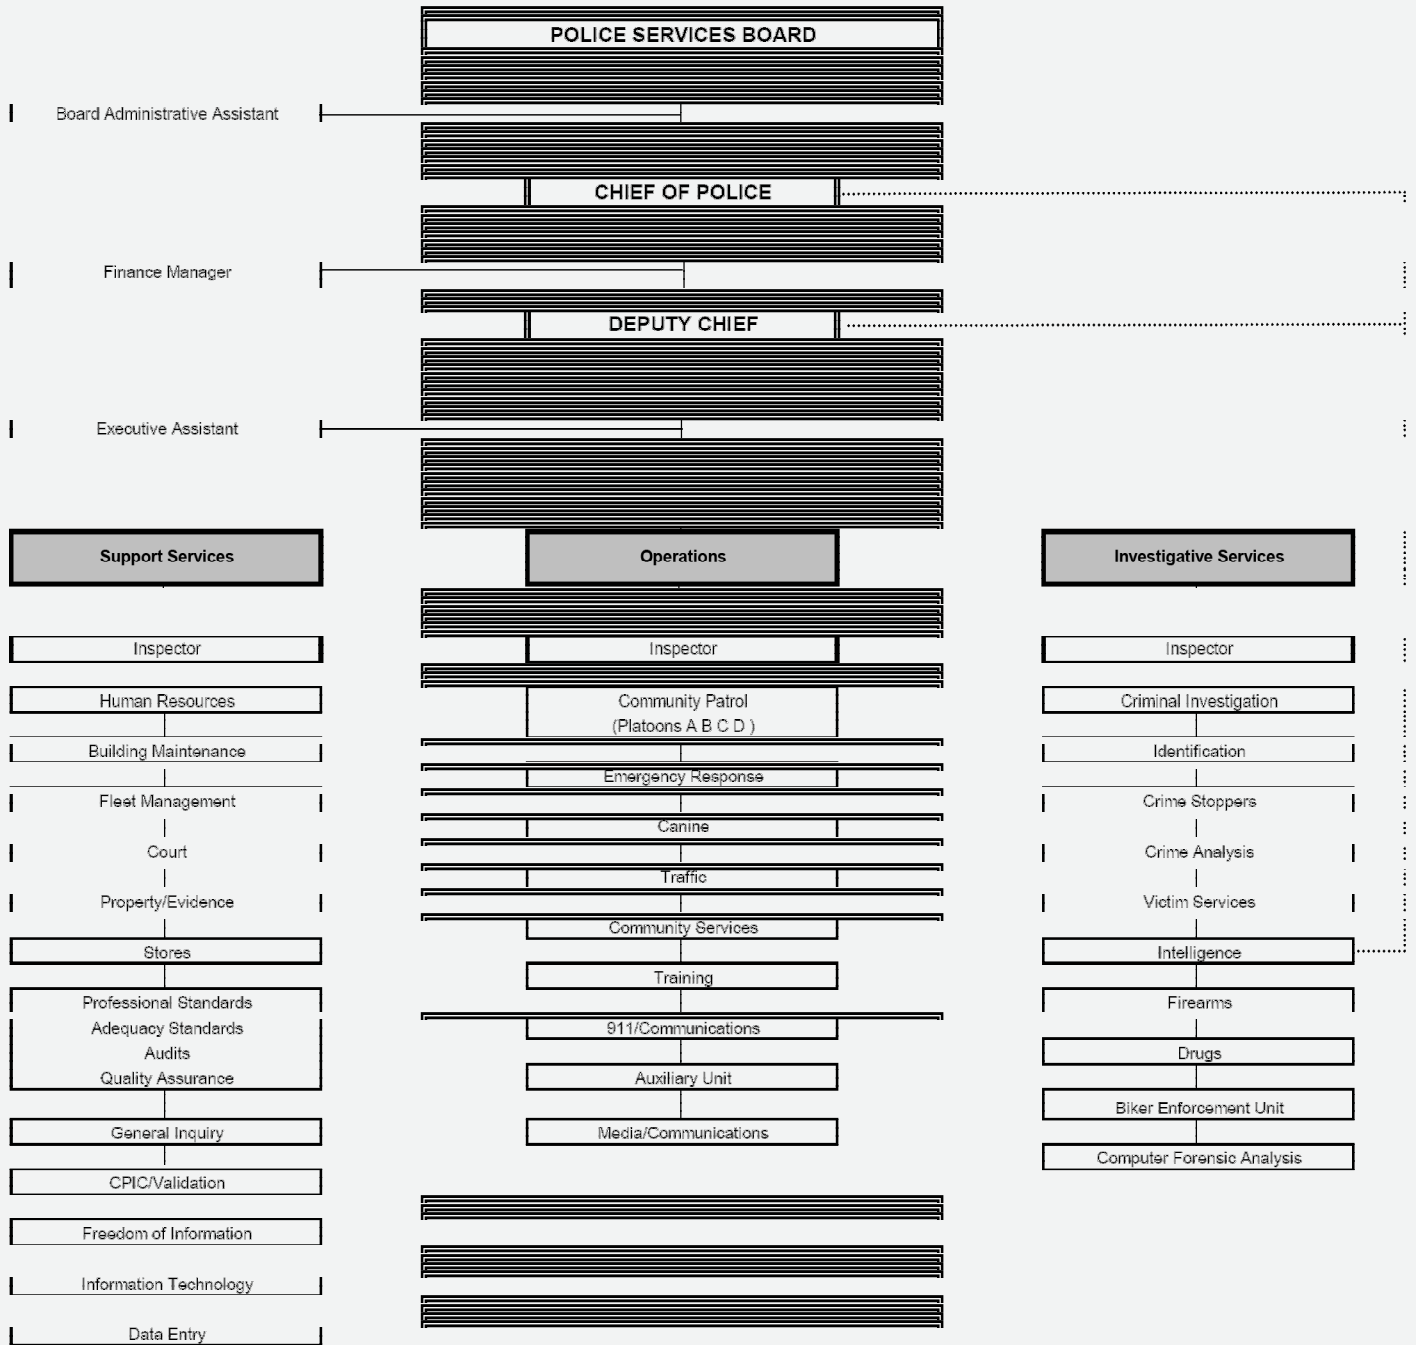 POLICE SERVICES BOARD
Board Administrative Assistant
CHIEF OF POLICE
Finance Manager
DEPUTY CHIEF
Executive Assistant
Support Services
Inspector
Human Resources
Building Maintenance
Fleet Management
Court
Property/Evidence
Stores
Professional Standards
Adequacy Standards
Audits
Quality Assurance
General Inquiry
CPIC/Validation
Freedom of Information
Information Technology
Data Entry
Operations
Inspector
Community Patrol
(Platoons A B C D )
Emergency Response
Canine
Traffic
Community Services
Training
911/Communications
Auxiliary Unit
Media/Communications
Investigative Services
Inspector
Criminal Investigation
Identification
Crime Stoppers
Crime Analysis
Victim Services
Intelligence
Firearms
Drugs
Biker Enforcement Unit
Computer Forensic Analysis